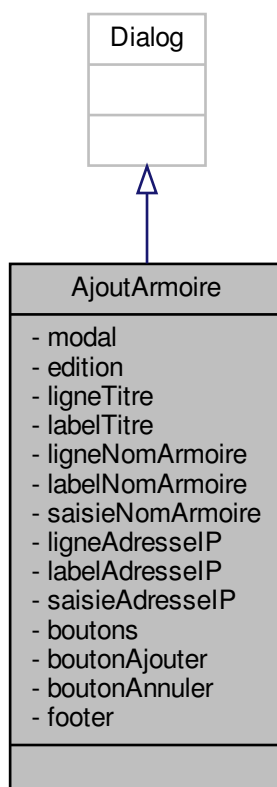 Dialog
AjoutArmoire
- modal
- edition
- ligneTitre
- labelTitre
- ligneNomArmoire
- labelNomArmoire
- saisieNomArmoire
- ligneAdresseIP
- labelAdresseIP
- saisieAdresseIP
- boutons
- boutonAjouter
- boutonAnnuler
- footer